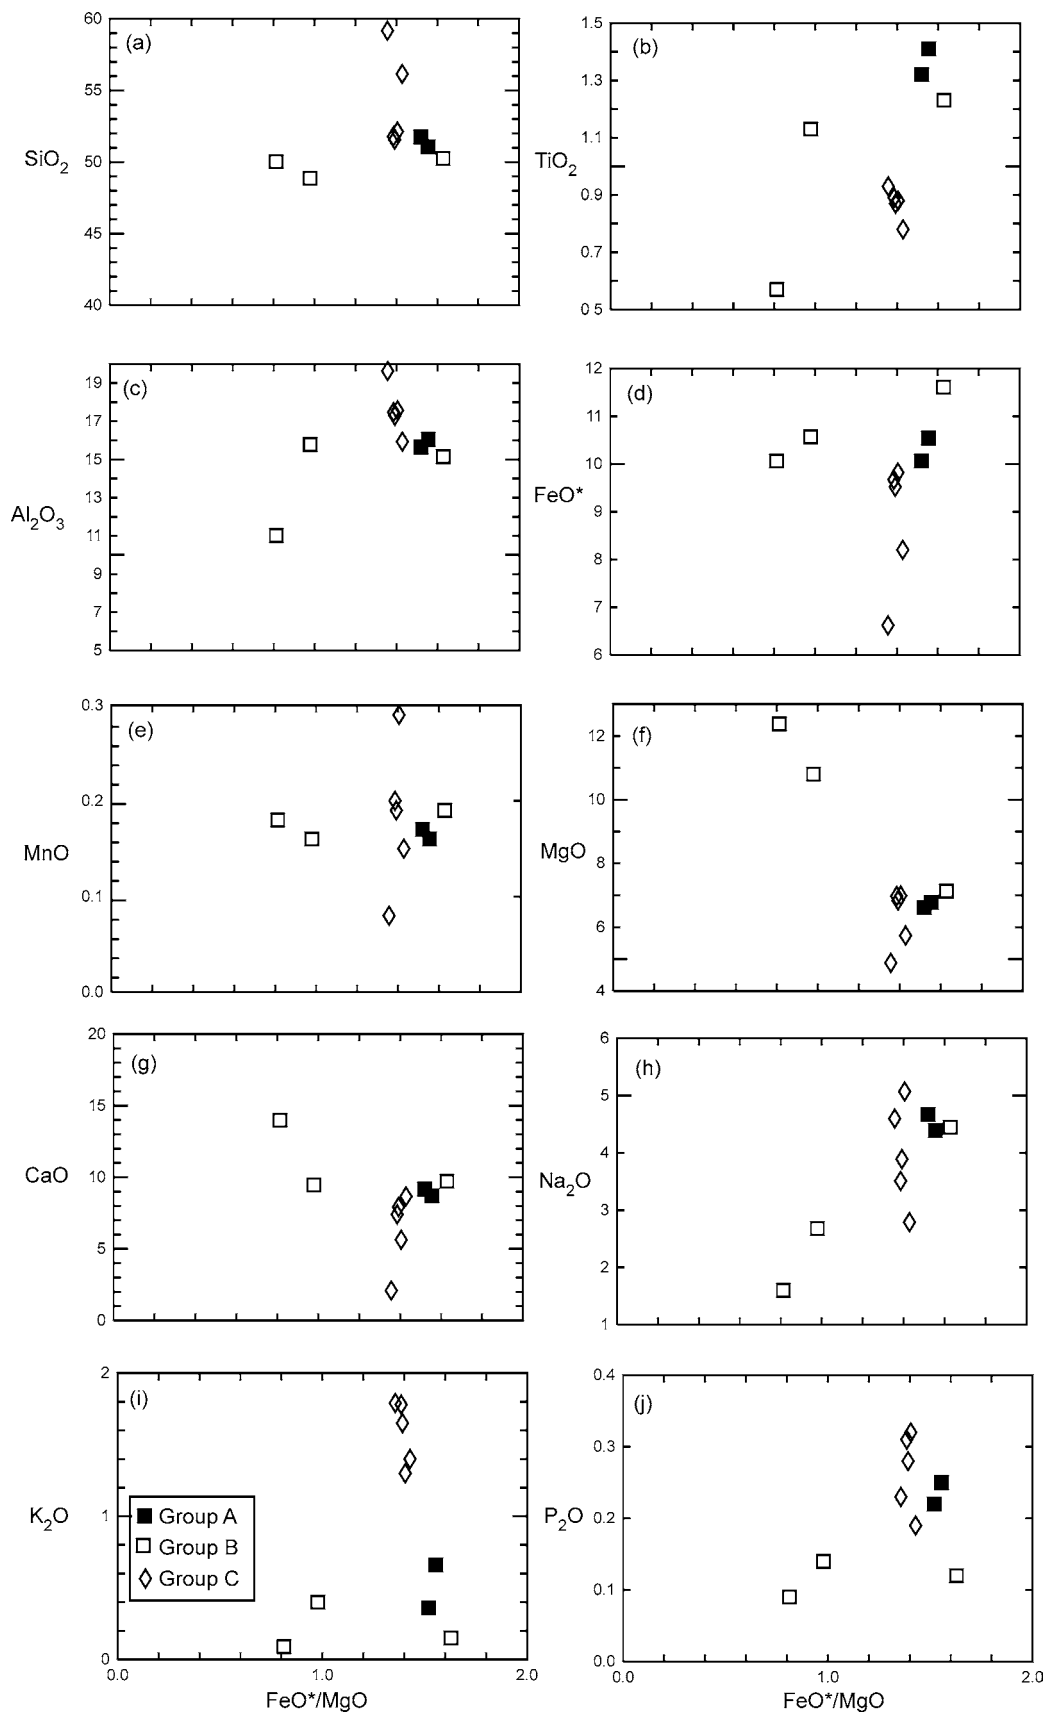 (a)
60
55
SiO2
50
45
40
(b)
1.5
1.3
1.1
TiO2
0.9
0.7
0 5
(c)
19
17
15
13
Al2O3
11
9
7
5
(d)
12
11
10
FeO*
9
8
7
6
(e)
0.3
0.2
MnO
0.1
0.0
(f)
12
10
MgO
8
6
4
(g)
20
15
CaO
10
5
0
(h)
6
5
4
Na2O
3
2
1
(i)
2
K2O
1
0
Group A
Group B
Group C
0.0 1.0 2.0
FeO*/MgO
(j)
0.4
0.3
P2O
0.2
0.1
0.0
0.0 1.0 2.0
FeO*/MgO